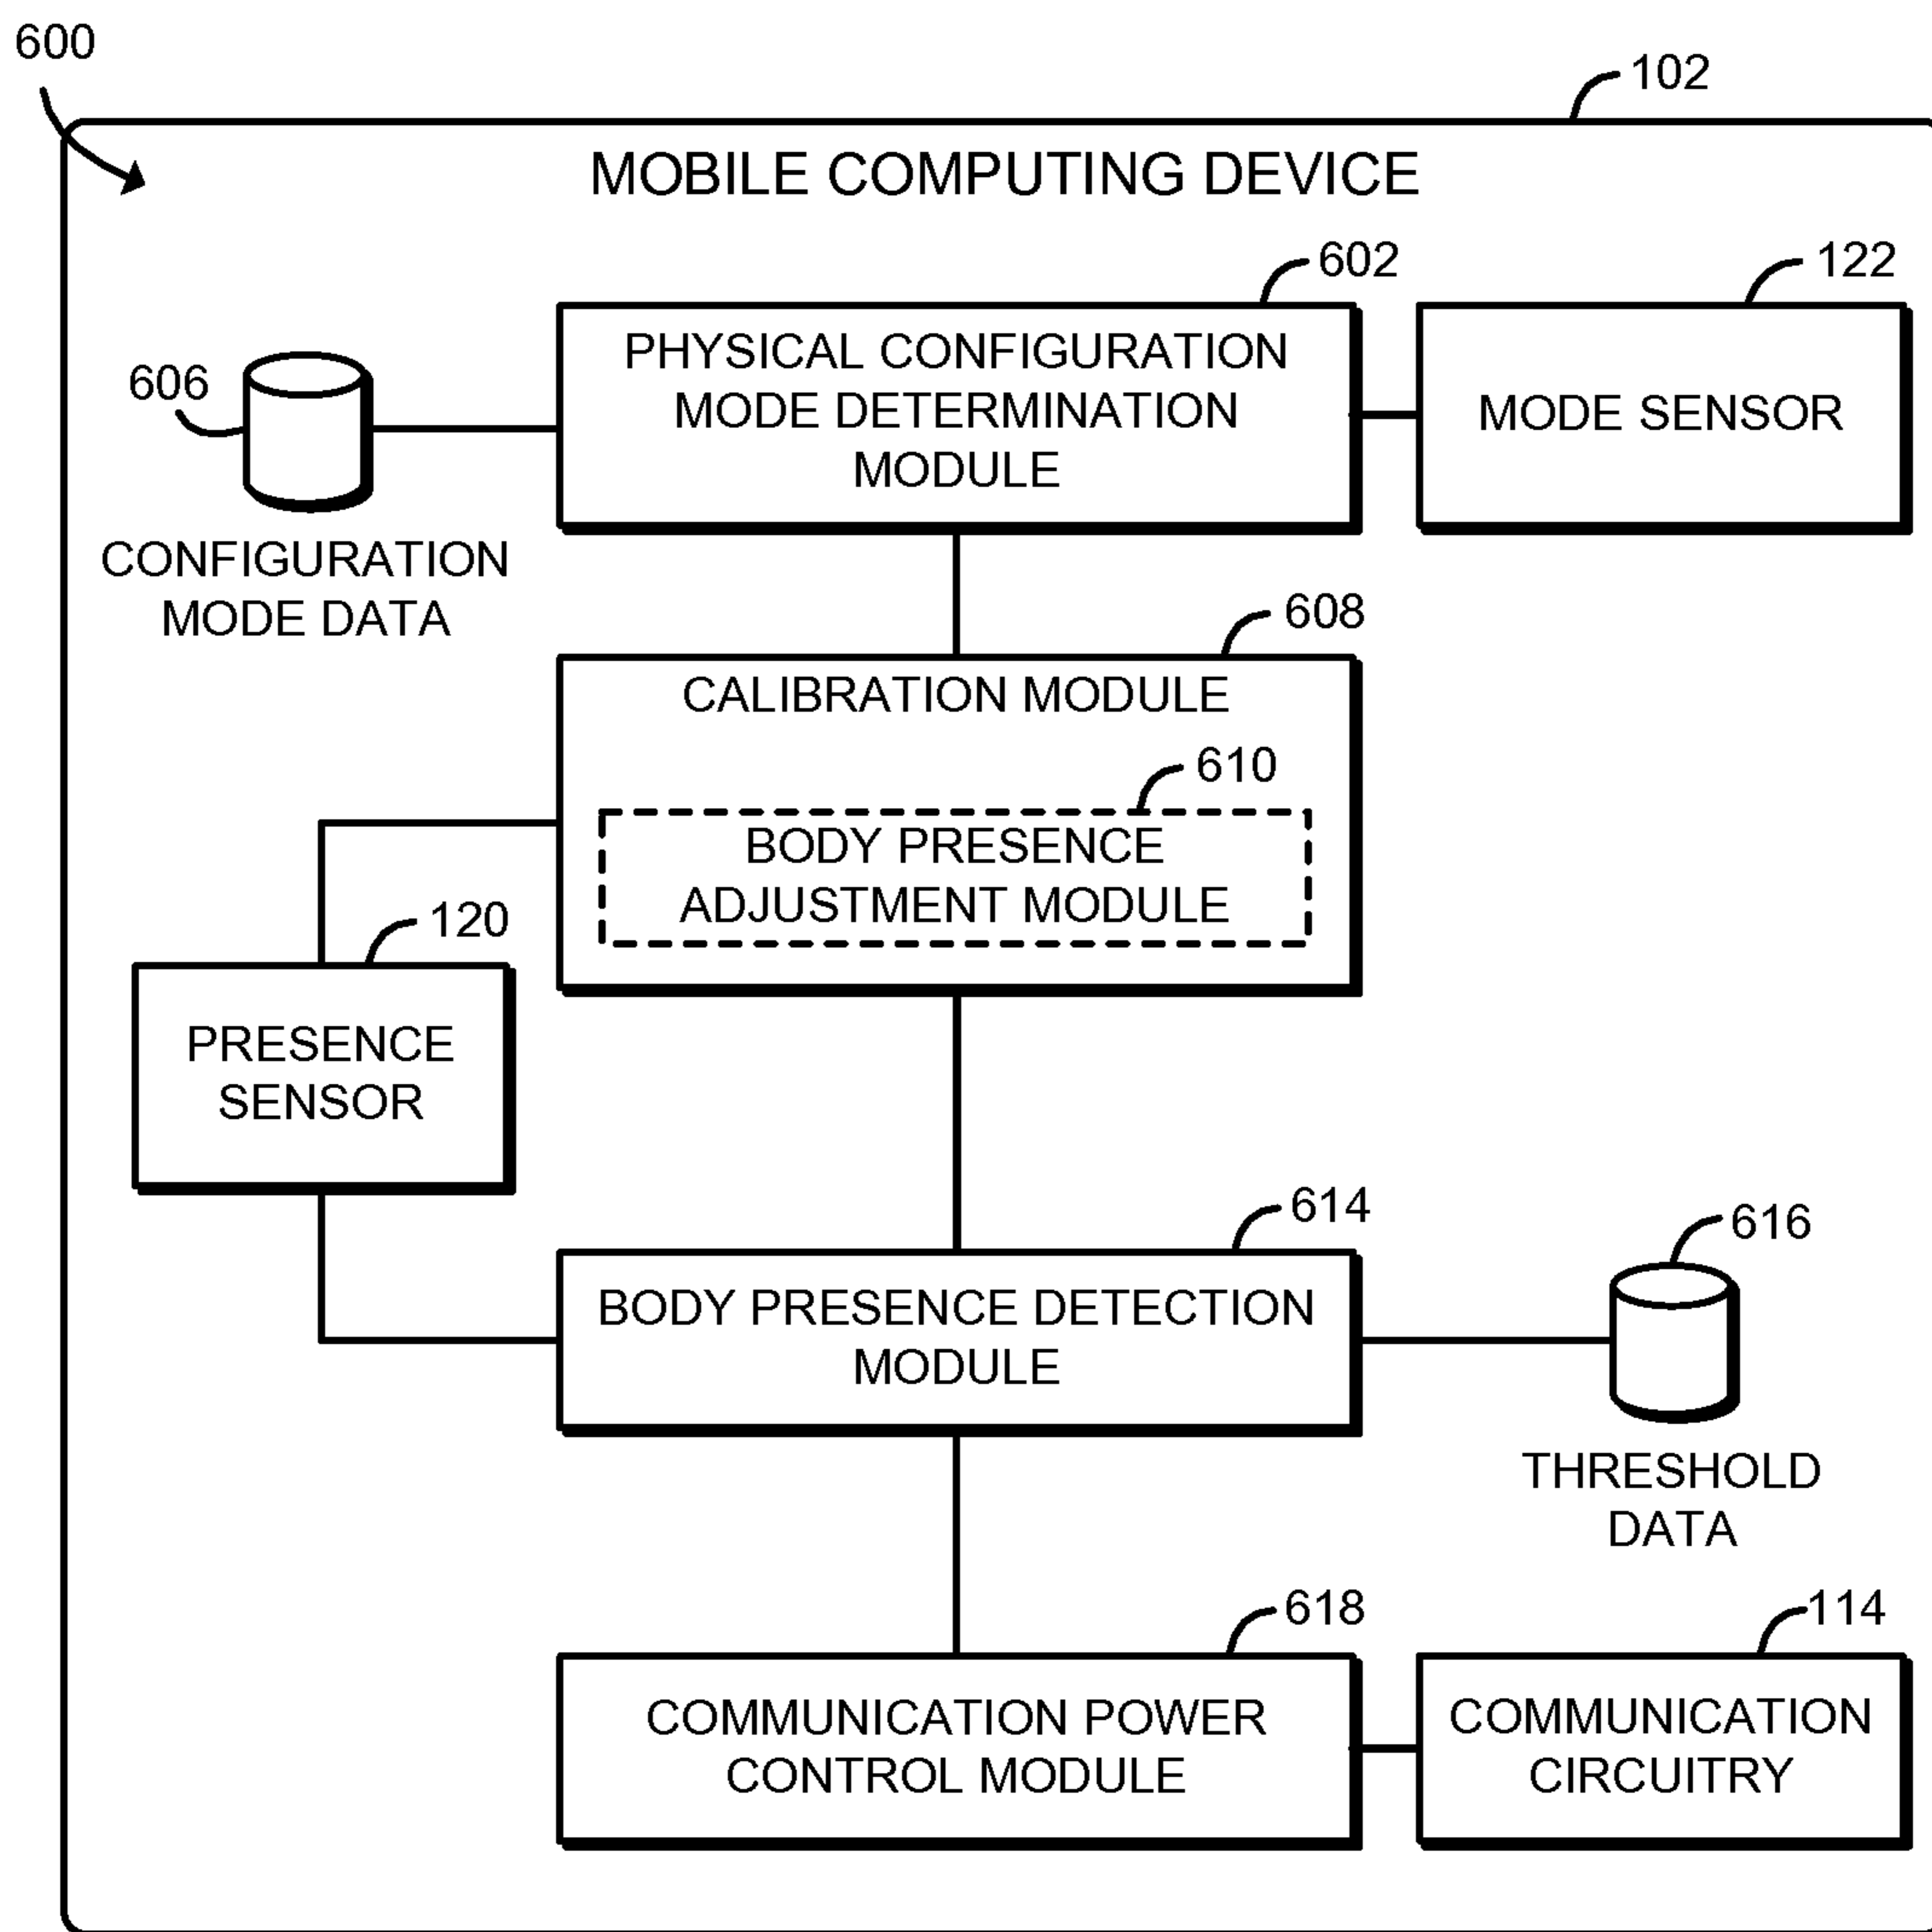 600
102
MOBILE COMPUTING DEVICE
602
122
PHYSICAL CONFIGURATION
MODE DETERMINATION
MODULE
MODE SENSOR
606
CONFIGURATION
MODE DATA
608
CALIBRATION MODULE
610
BODY PRESENCE
ADJUSTMENT MODULE
120
PRESENCE
SENSOR
614
616
BODY PRESENCE DETECTION
MODULE
THRESHOLD
DATA
618
114
COMMUNICATION POWER
CONTROL MODULE
COMMUNICATION
CIRCUITRY